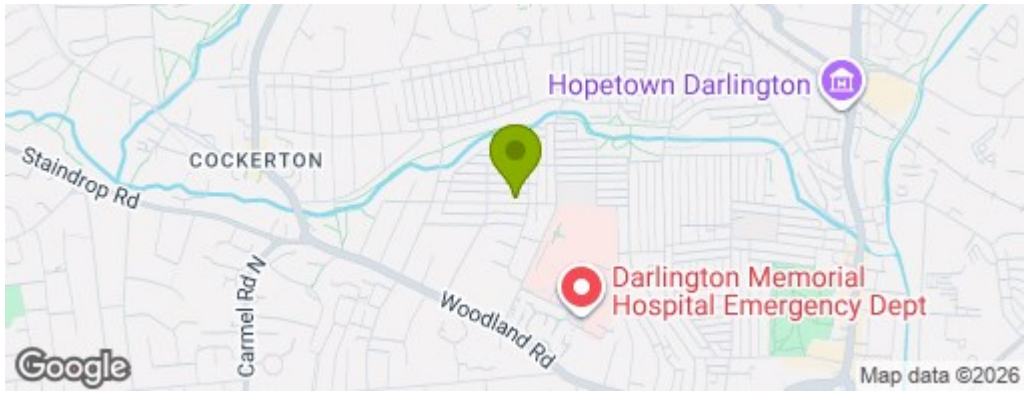 Hopetown Darlington
COCKERTON
Staindrop Rd
Carmel Rd N
Woodland Rd
Darlington Memorial
Hospital Emergency Dept
Google
Map data ©2026